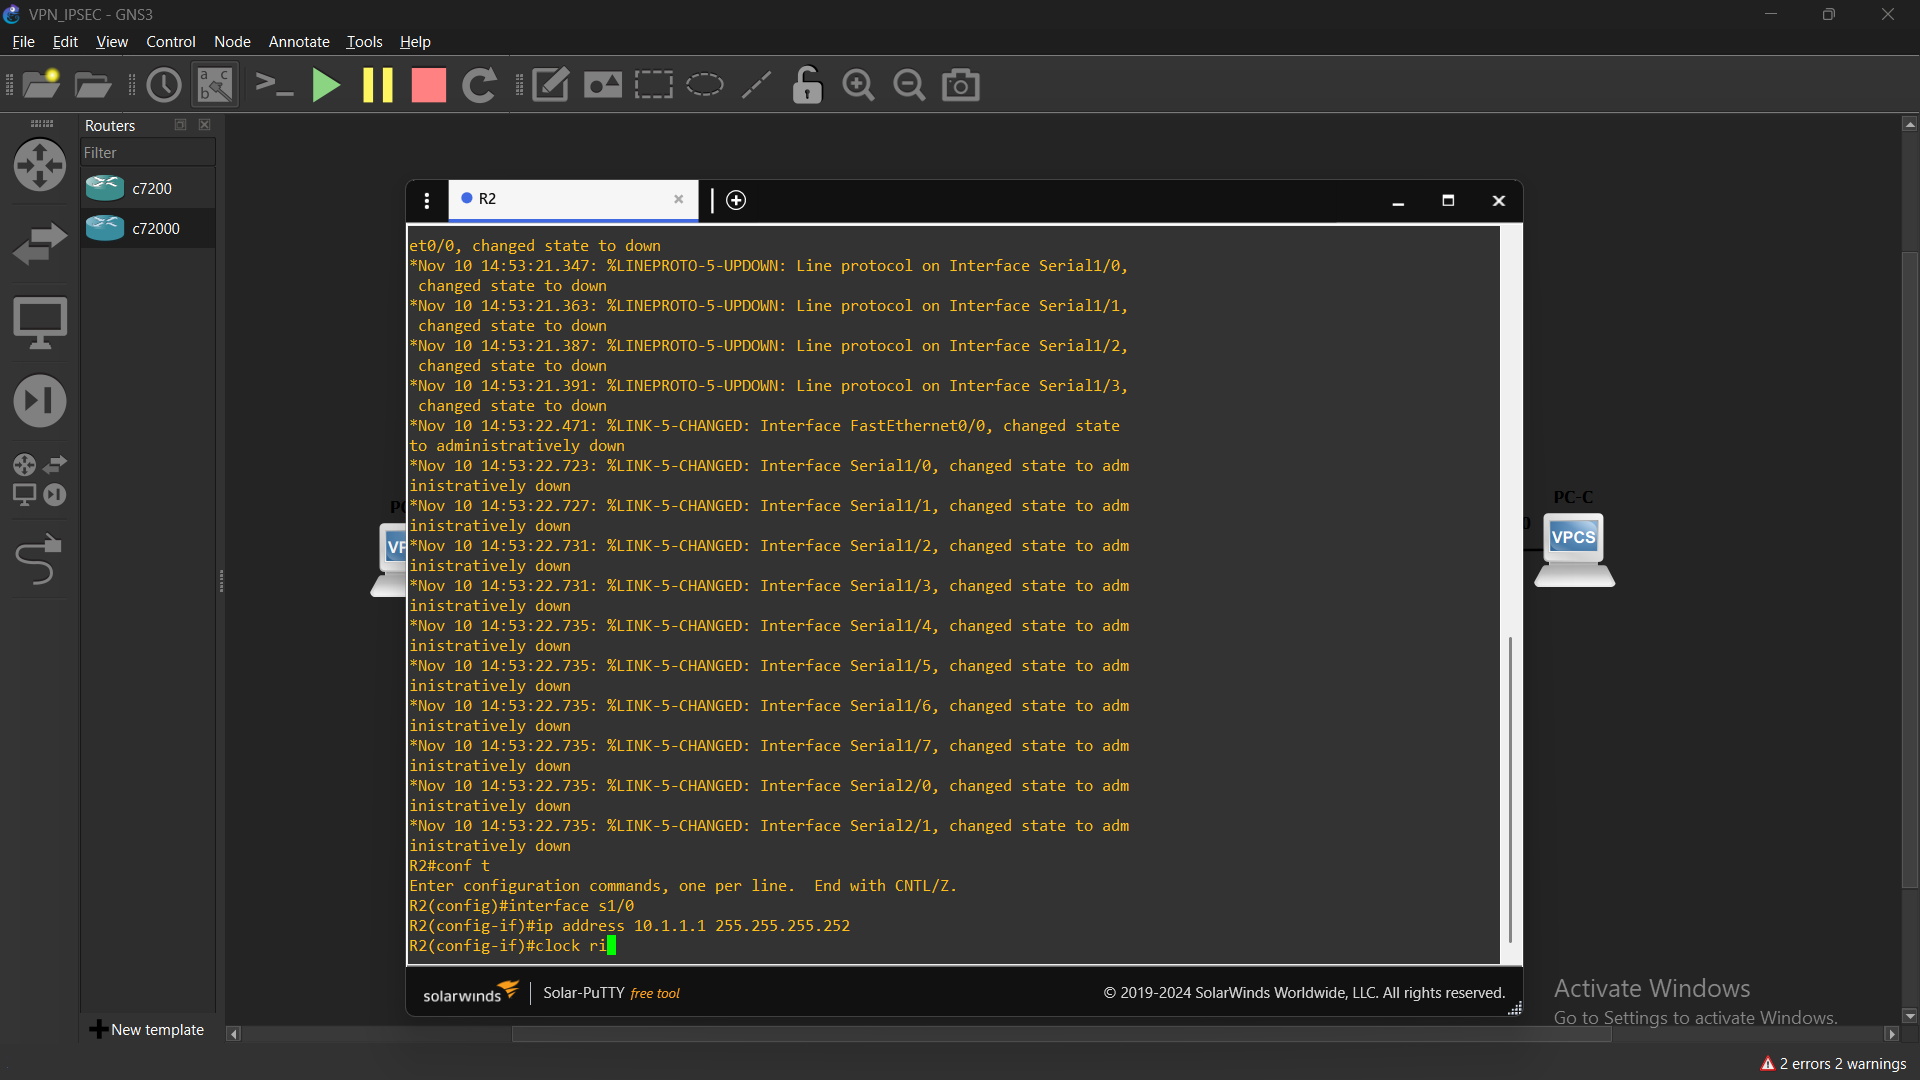 VPN_IPSEC - GNS3
File Edit View Control Node Annotate Tools Help
Routers
Filter
c7200
c72000
R2
et0/0, changed state to down
*Nov 10 14:53:21.347: %LINEPROTO-5-UPDOWN: Line protocol on Interface Serial1/0,
changed state to down
*Nov 10 14:53:21.363: %LINEPROTO-5-UPDOWN: Line protocol on Interface Serial1/1,
changed state to down
*Nov 10 14:53:21.387: %LINEPROTO-5-UPDOWN: Line protocol on Interface Serial1/2,
changed state to down
*Nov 10 14:53:21.391: %LINEPROTO-5-UPDOWN: Line protocol on Interface Serial1/3,
changed state to down
*Nov 10 14:53:22.471: %LINK-5-CHANGED: Interface FastEthernet0/0, changed state
to administratively down
*Nov 10 14:53:22.723: %LINK-5-CHANGED: Interface Serial1/0, changed state to adm
inistratively down
*Nov 10 14:53:22.727: %LINK-5-CHANGED: Interface Serial1/1, changed state to adm
inistratively down
*Nov 10 14:53:22.731: %LINK-5-CHANGED: Interface Serial1/2, changed state to adm
inistratively down
*Nov 10 14:53:22.731: %LINK-5-CHANGED: Interface Serial1/3, changed state to adm
inistratively down
*Nov 10 14:53:22.735: %LINK-5-CHANGED: Interface Serial1/4, changed state to adm
inistratively down
*Nov 10 14:53:22.735: %LINK-5-CHANGED: Interface Serial1/5, changed state to adm
inistratively down
*Nov 10 14:53:22.735: %LINK-5-CHANGED: Interface Serial1/6, changed state to adm
inistratively down
*Nov 10 14:53:22.735: %LINK-5-CHANGED: Interface Serial1/7, changed state to adm
inistratively down
*Nov 10 14:53:22.735: %LINK-5-CHANGED: Interface Serial2/0, changed state to adm
inistratively down
*Nov 10 14:53:22.735: %LINK-5-CHANGED: Interface Serial2/1, changed state to adm
inistratively down
R2#conf t
Enter configuration commands, one per line.  End with CNTL/Z.
R2(config)#interface s1/0
R2(config-if)#ip address 10.1.1.1 255.255.255.252
R2(config-if)#clock ri
solarwinds
Solar-PuTTY free tool
© 2019-2024 SolarWinds Worldwide, LLC. All rights reserved.
PC-C
VPCS
Activate Windows
Go to Settings to activate Windows.
New template
2 errors 2 warnings